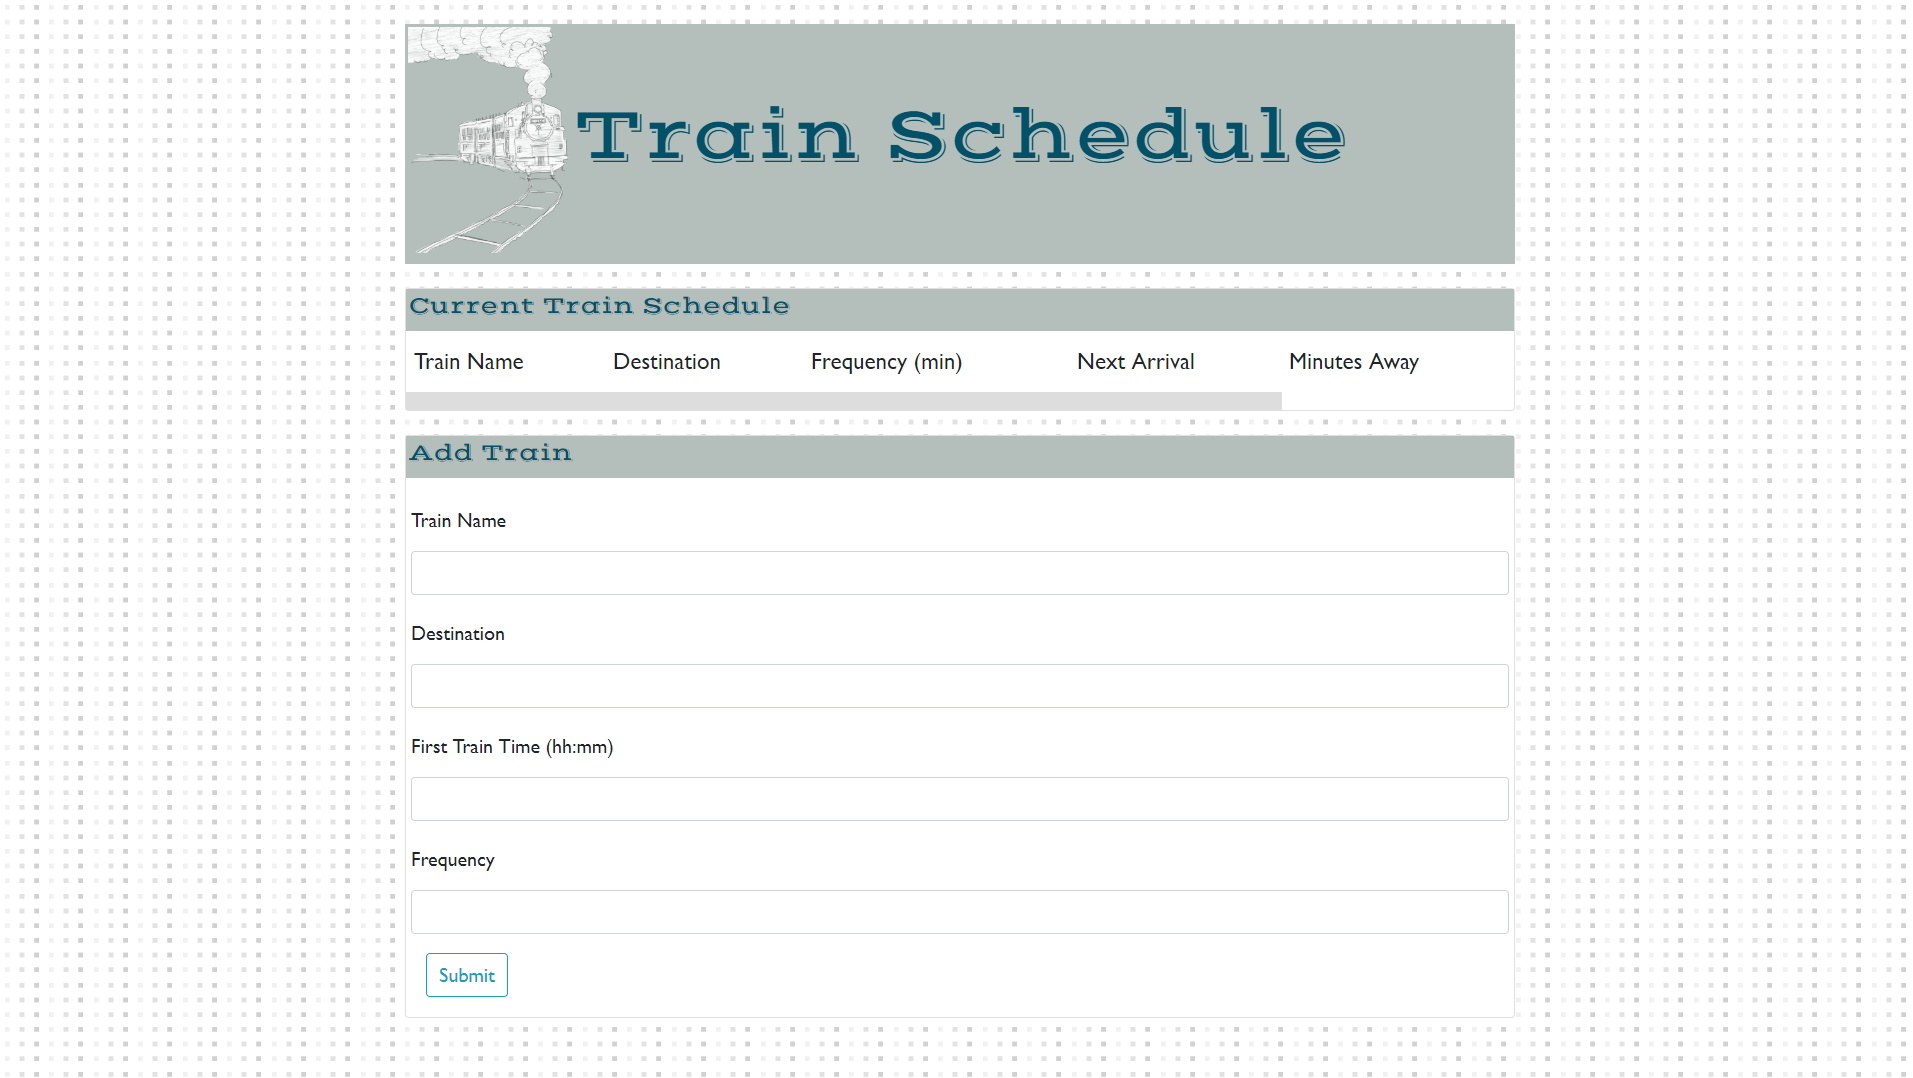 Train Schedule
Current Train Schedule
Train Name Destination Frequency (min) Next Arrival Minutes Away
Add Train
Train Name
Destination
First Train Time (hh:mm)
Frequency
Submit